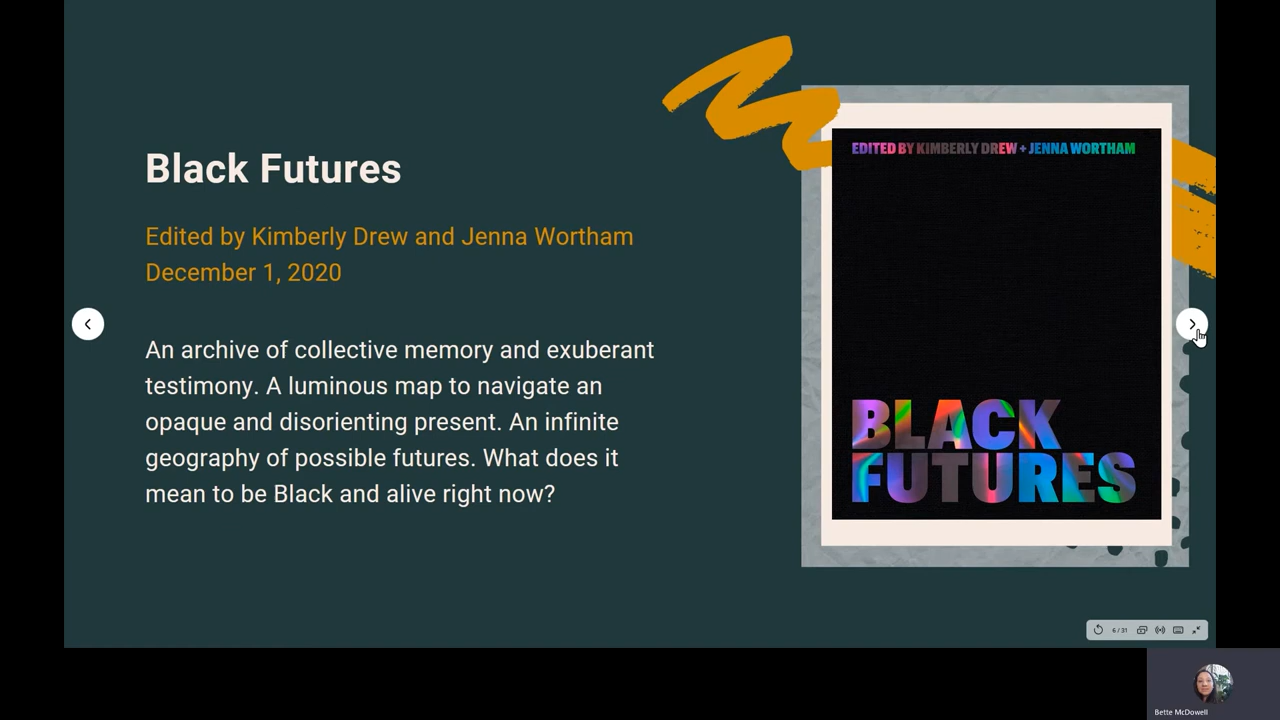 Black Futures
Edited by Kimberly Drew and Jenna Wortham
December 1, 2020
An archive of collective memory and exuberant
testimony. A luminous map to navigate an
opaque and disorienting present. An infinite
geography of possible futures. What does it
mean to be Black and alive right now?
EDITED BY KIMBERLY DREW + JENNA WORTHAM
BLACK
FUTURES
6 / 31
Bette McDowell